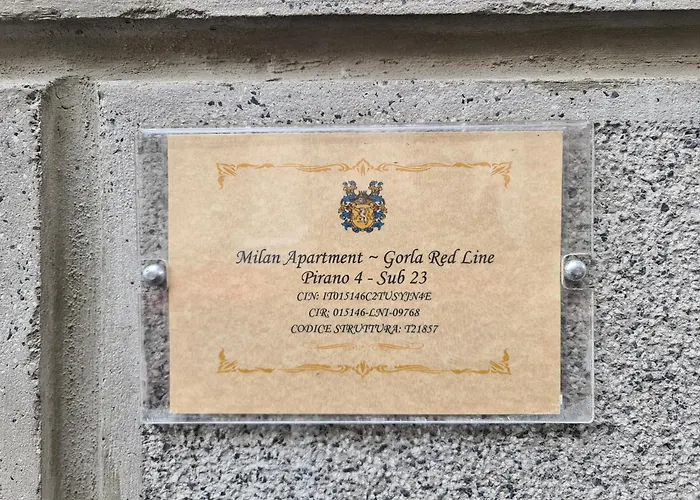 Milan Apartment ~ Gorla Red Line
Pirano 4 - Sub 23
CIN: IT015146C2TUSYJN4E
CIR: 015146-LNI-09768
CODICE STRUTTURA: T21857